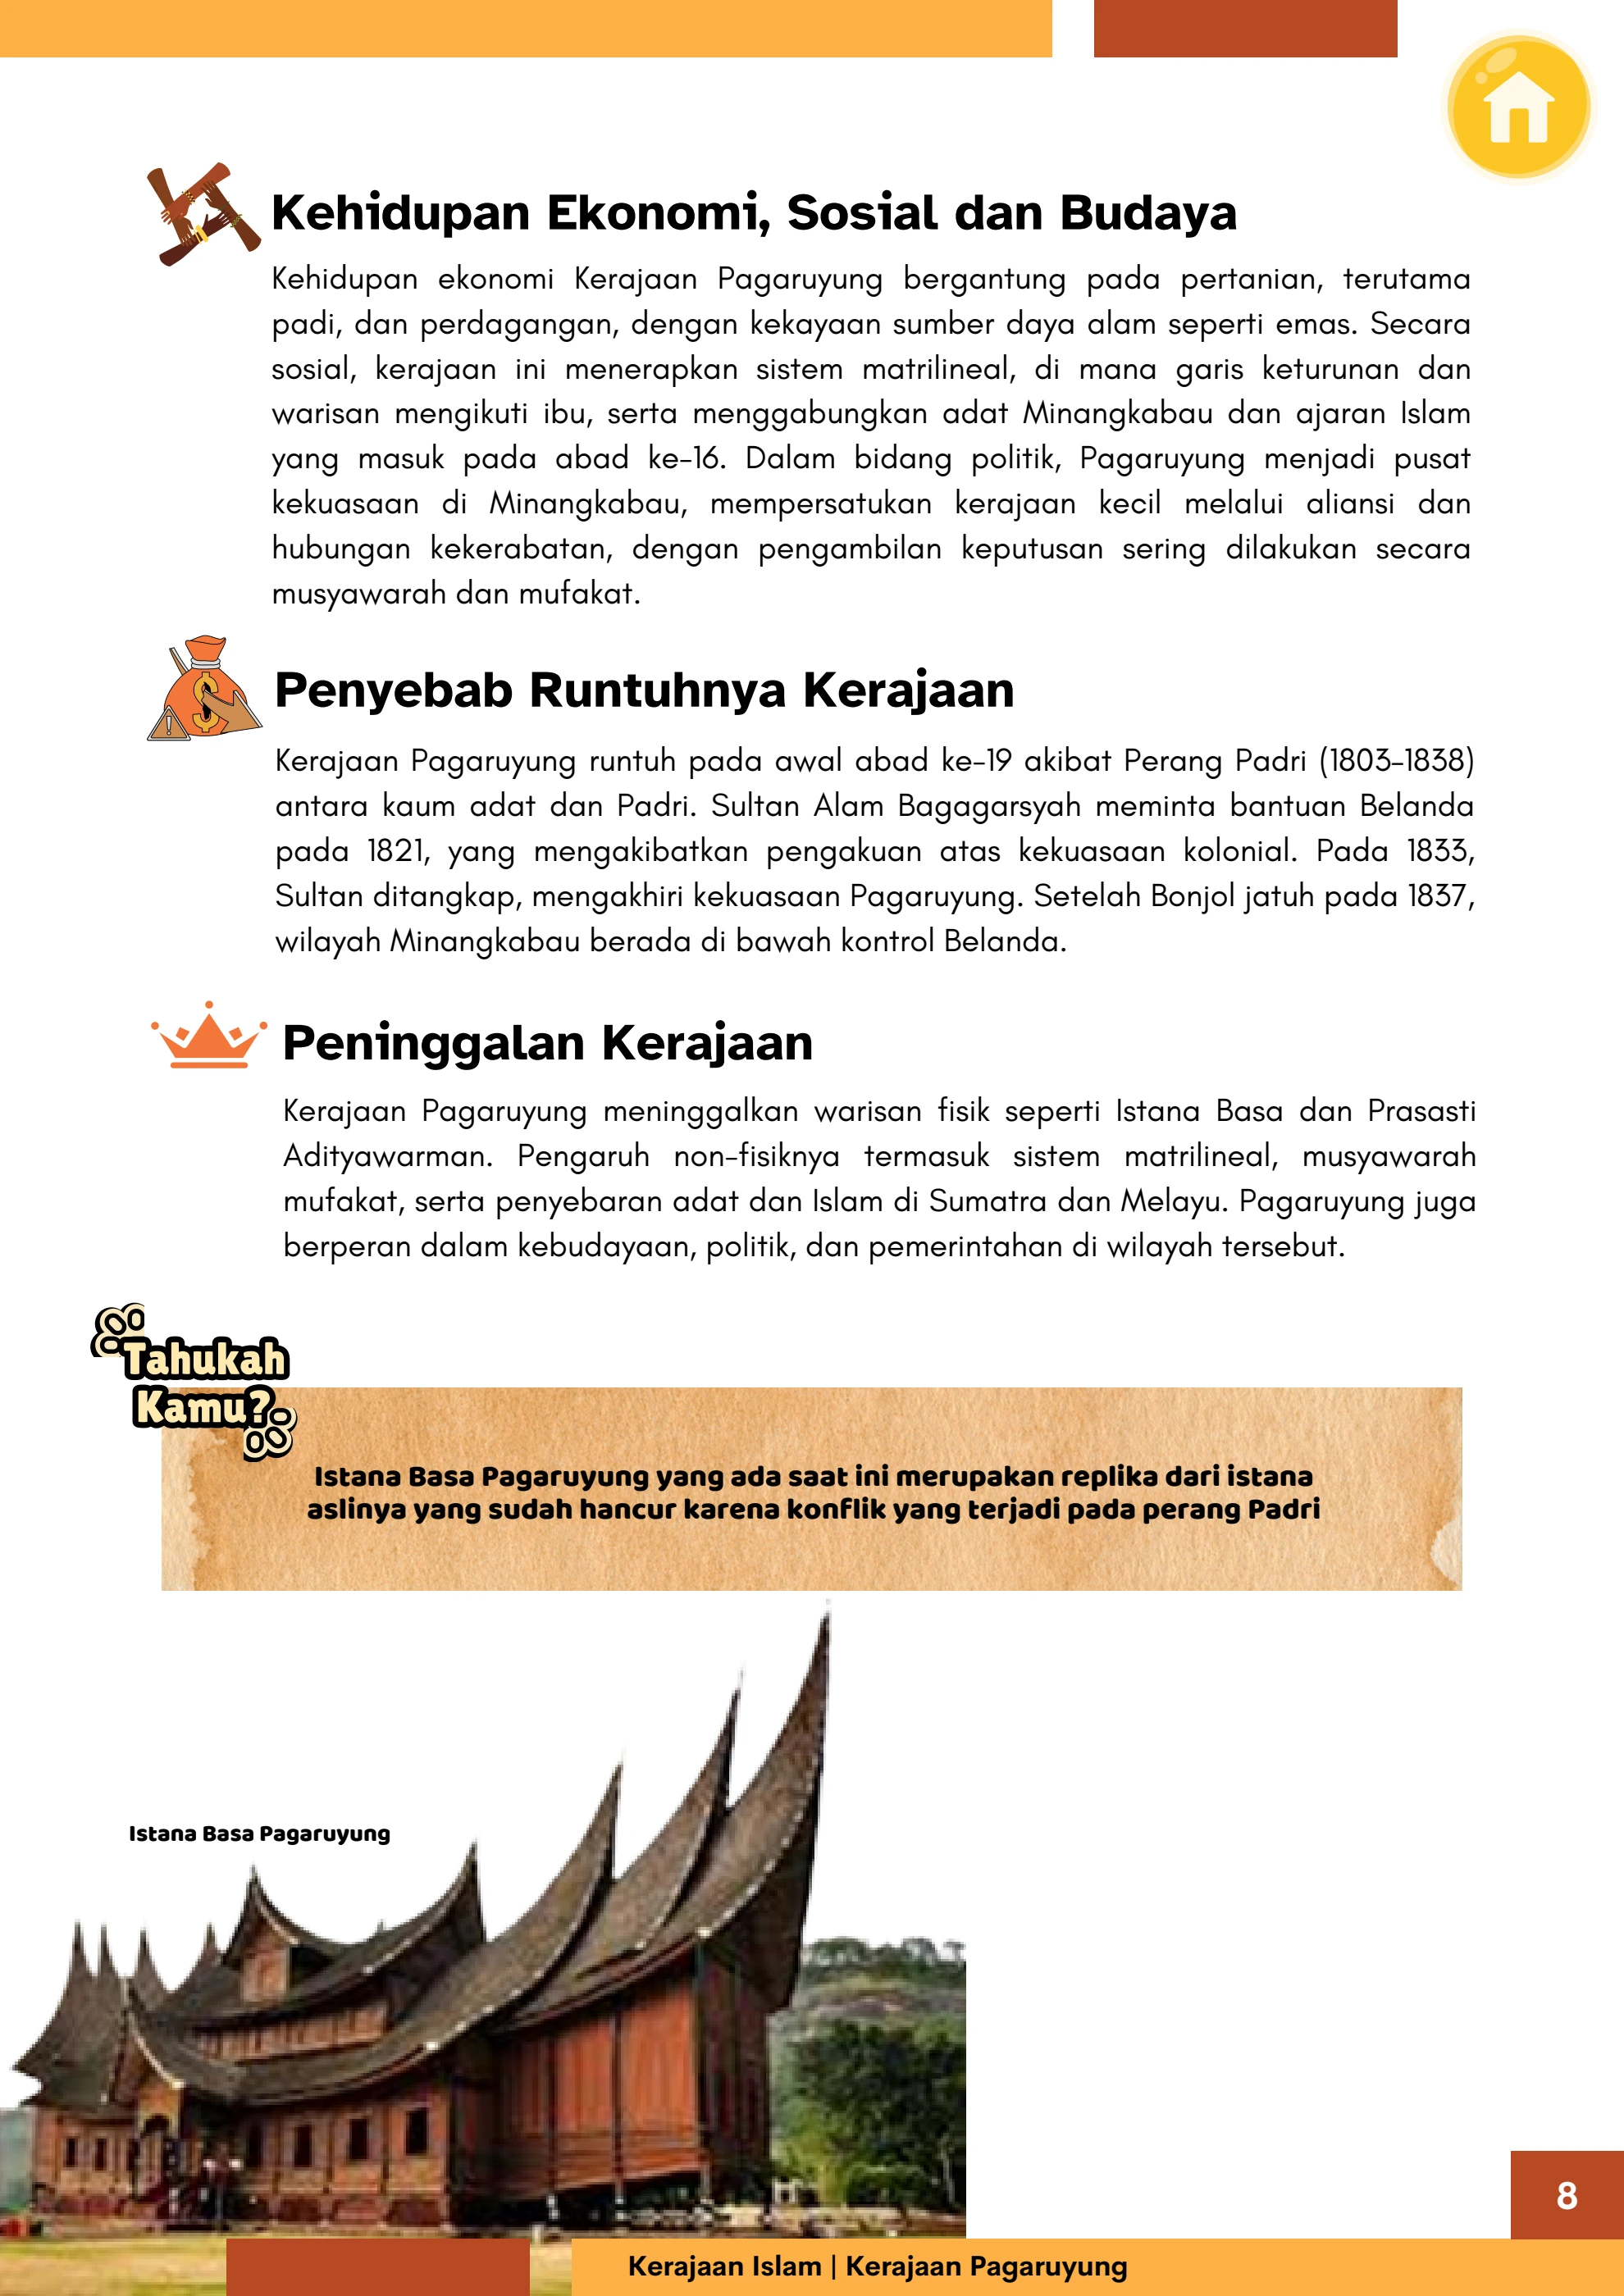 Kehidupan Ekonomi, Sosial dan Budaya
Kehidupan ekonomi Kerajaan Pagaruyung bergantung pada pertanian, terutama
padi, dan perdagangan, dengan kekayaan sumber daya alam seperti emas. Secara
sosial, kerajaan ini menerapkan sistem matrilineal, di mana garis keturunan dan
warisan mengikuti ibu, serta menggabungkan adat Minangkabau dan ajaran Islam
yang masuk pada abad ke-16. Dalam bidang politik, Pagaruyung menjadi pusat
kekuasaan di Minangkabau, mempersatukan kerajaan kecil melalui aliansi dan
hubungan kekerabatan, dengan pengambilan keputusan sering dilakukan secara
musyawarah dan mufakat.
Penyebab Runtuhnya Kerajaan
Kerajaan Pagaruyung runtuh pada awal abad ke-19 akibat Perang Padri (1803-1838)
antara kaum adat dan Padri. Sultan Alam Bagagarsyah meminta bantuan Belanda
pada 1821, yang mengakibatkan pengakuan atas kekuasaan kolonial. Pada 1833,
Sultan ditangkap, mengakhiri kekuasaan Pagaruyung. Setelah Bonjol jatuh pada 1837,
wilayah Minangkabau berada di bawah kontrol Belanda.
Peninggalan Kerajaan
Kerajaan Pagaruyung meninggalkan warisan fisik seperti Istana Basa dan Prasasti
Adityawarman. Pengaruh non-fisiknya termasuk sistem matrilineal, musyawarah
mufakat, serta penyebaran adat dan Islam di Sumatra dan Melayu. Pagaruyung juga
berperan dalam kebudayaan, politik, dan pemerintahan di wilayah tersebut.
Tahukah
Kamu?
Istana Basa Pagaruyung yang ada saat ini merupakan replika dari istana
aslinya yang sudah hancur karena konflik yang terjadi pada perang Padri
Istana Basa Pagaruyung
8
Kerajaan Islam | Kerajaan Pagaruyung